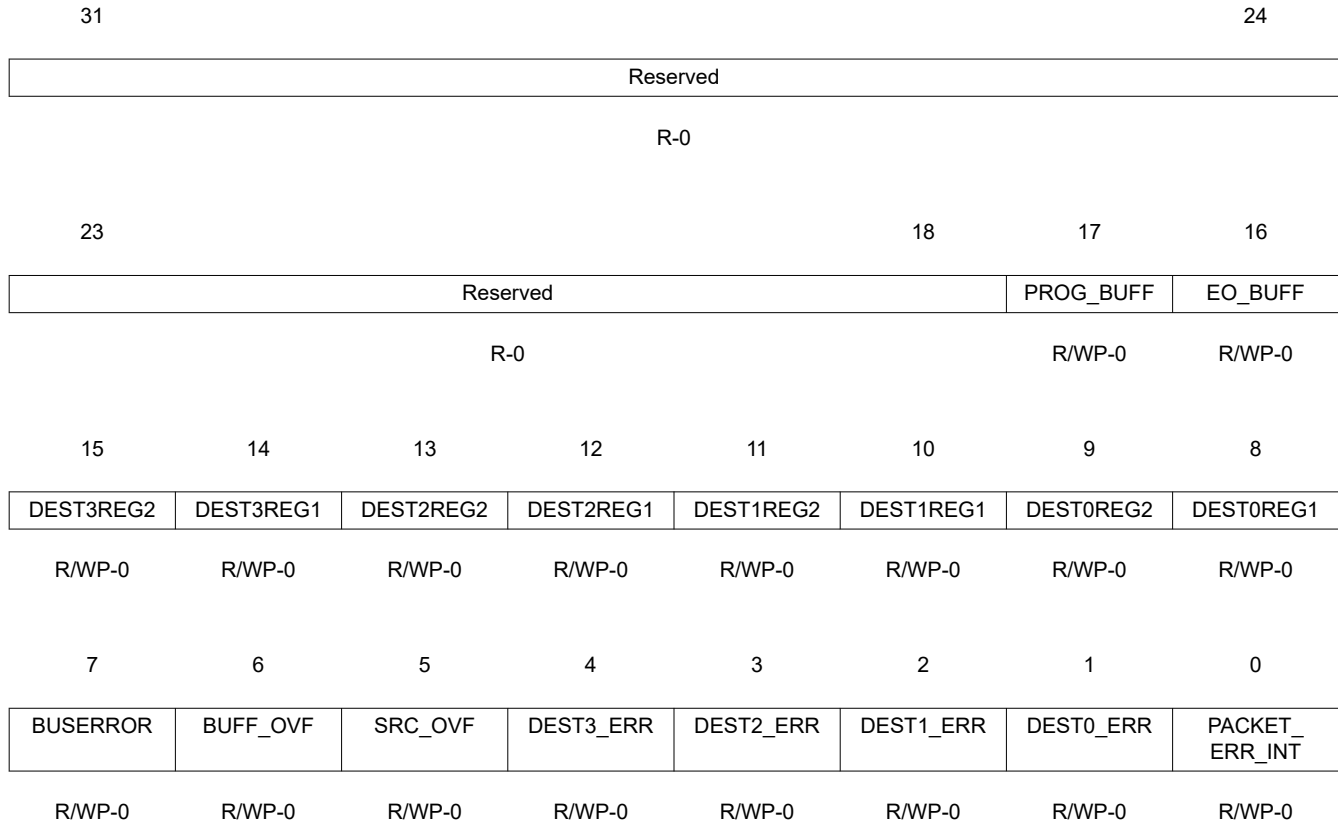 31 24
Reserved
R-0
23 18 17 16
Reserved PROG_BUFF EO_BUFF
R-0 R/WP-0 R/WP-0
15 14 13 12 11 10 9 8
DEST3REG2 DEST3REG1 DEST2REG2 DEST2REG1 DEST1REG2 DEST1REG1 DEST0REG2 DEST0REG1
R/WP-0 R/WP-0 R/WP-0 R/WP-0 R/WP-0 R/WP-0 R/WP-0 R/WP-0
7 6 5 4 3 2 1 0
BUSERROR BUFF_OVF SRC_OVF DEST3_ERR DEST2_ERR DEST1_ERR DEST0_ERR PACKET_
ERR_INT
R/WP-0 R/WP-0 R/WP-0 R/WP-0 R/WP-0 R/WP-0 R/WP-0 R/WP-0